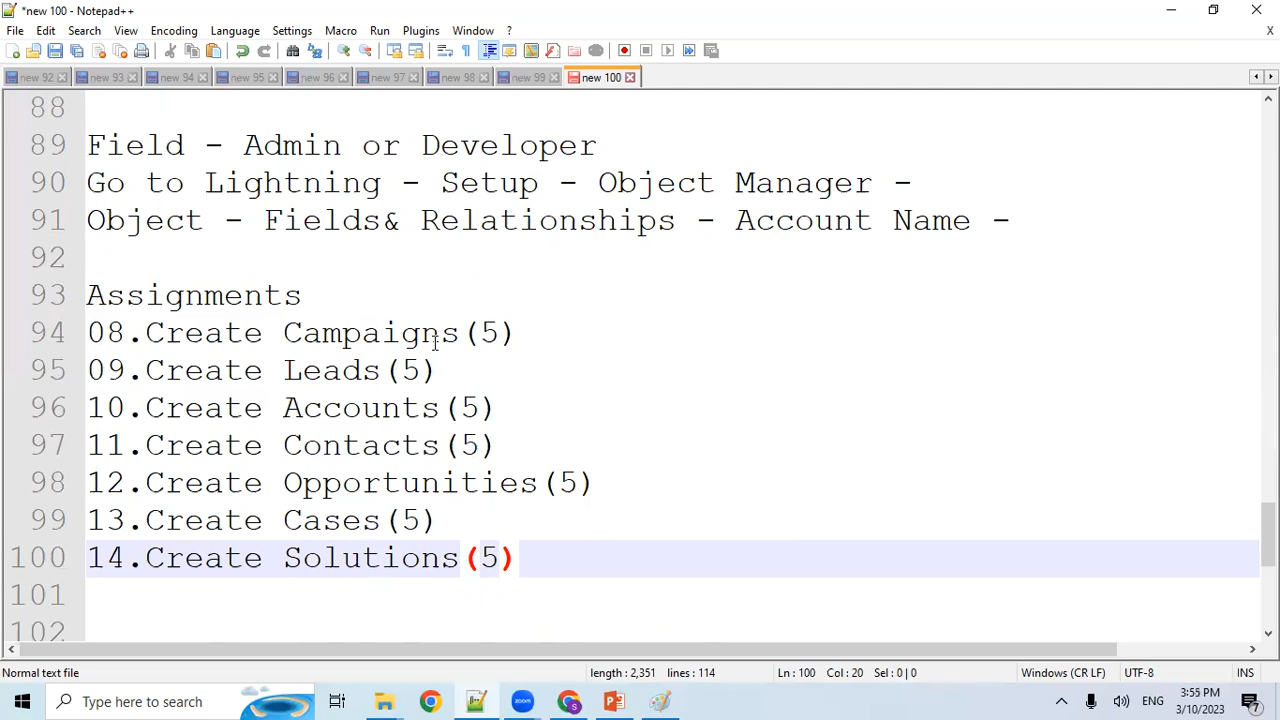 *new 100 - Notepad++
File Edit Search View Encoding Language Settings Macro Run Plugins Window ? X
new 92 new 93 new 94 new 95 new 96 new 97 new 98 new 99 new 100
88
89 Field - Admin or Developer
90 Go to Lightning - Setup - Object Manager -
91 Object - Fields& Relationships - Account Name -
92
93 Assignments
94 08.Create Campaigns(5)
95 09.Create Leads(5)
96 10.Create Accounts(5)
97 11.Create Contacts(5)
98 12.Create Opportunities(5)
99 13.Create Cases(5)
100 14.Create Solutions(5)
101
102
Normal text file length : 2,351 lines : 114 Ln : 100 Col : 20 Sel : 0 | 0 Windows (CR LF) UTF-8 INS
Type here to search zoom ENG 3:55 PM
3/10/2023 7